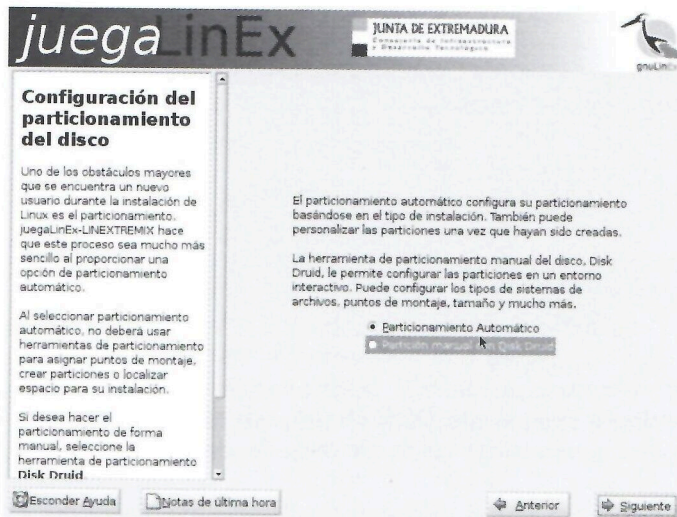 juegaLinEx
JUNTA DE EXTREMADURA
Consejería de Infraestructura
y Desarrollo Tecnológico
gnuLinEx
Configuración del
particionamiento
del disco
Uno de los obstáculos mayores
que se encuentra un nuevo
usuario durante la instalación de
Linux es el particionamiento.
juegaLinEx-LINEXTREMIX hace
que este proceso sea mucho más
sencillo al proporcionar una
opción de particionamiento
automático.
Al seleccionar particionamiento
automático, no deberá usar
herramientas de particionamiento
para asignar puntos de montaje,
crear particiones o localizar
espacio para su instalación.
Si desea hacer el
particionamiento de forma
manual, seleccione la
herramienta de particionamiento
Disk Druid.
El particionamiento automático configura su particionamiento
basándose en el tipo de instalación. También puede
personalizar las particiones una vez que hayan sido creadas.
La herramienta de particionamiento manual del disco, Disk
Druid, le permite configurar las particiones en un entorno
interactivo. Puede configurar los tipos de sistemas de
archivos, puntos de montaje, tamaño y mucho más.
Particionamiento Automático
Partición manual con Disk Druid
Esconder Ayuda
Notas de última hora
Anterior
Siguiente